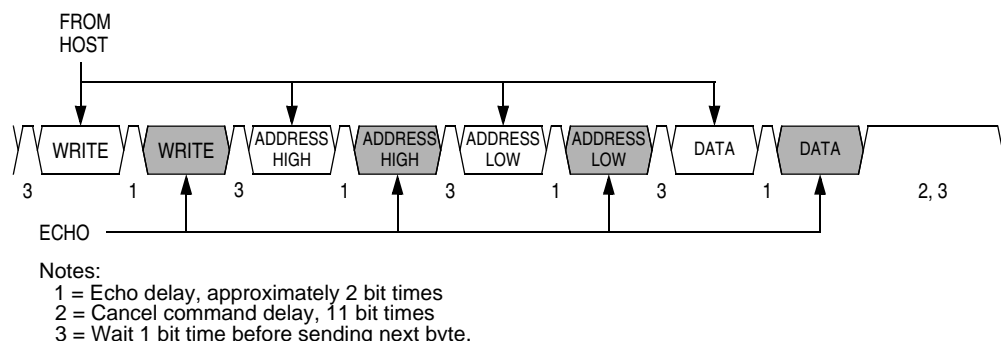 FROM
HOST
WRITE
WRITE
ADDRESS
HIGH
ADDRESS
HIGH
ADDRESS
LOW
ADDRESS
LOW
DATA
DATA
3 1 3 1 3 1 3 1 2, 3
ECHO
Notes:
1 = Echo delay, approximately 2 bit times
2 = Cancel command delay, 11 bit times
3 = Wait 1 bit time before sending next byte.